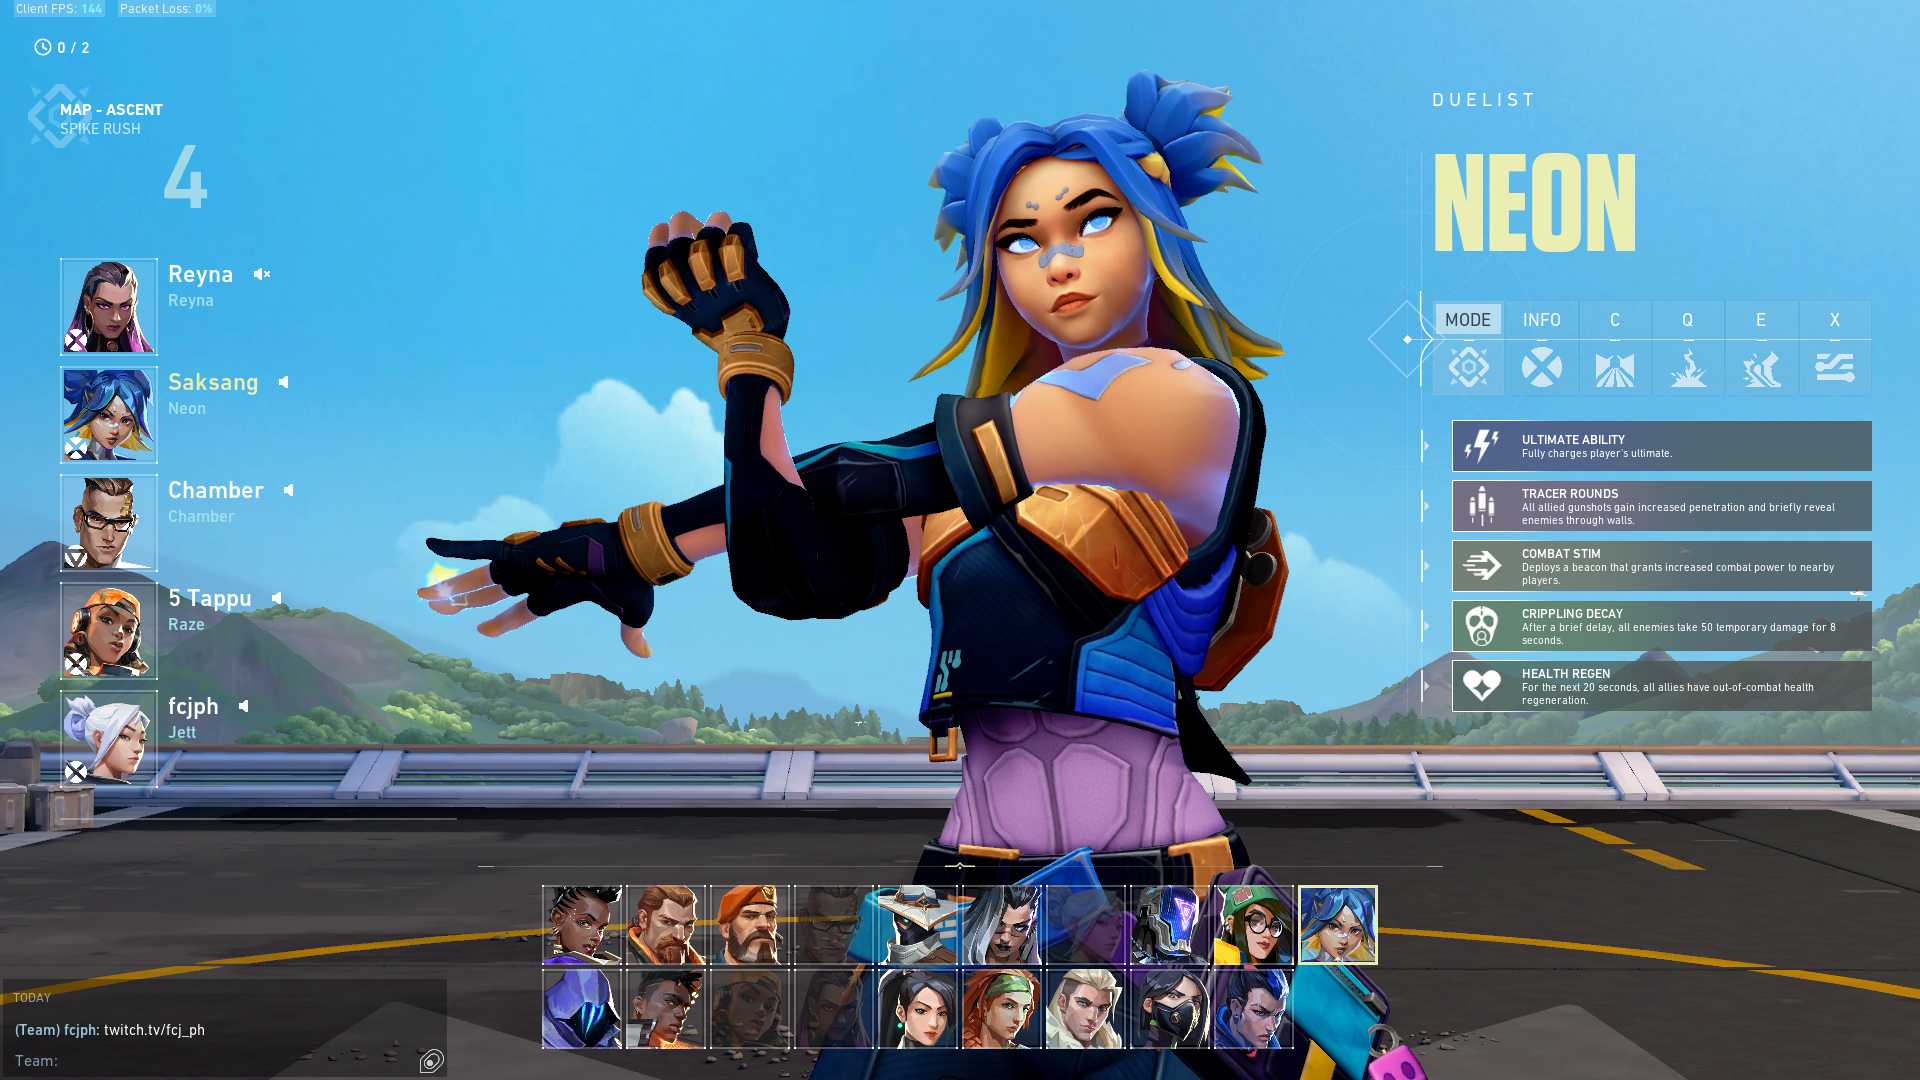 Client FPS: 144 Packet Loss: 0%
0 / 2
MAP - ASCENT
SPIKE RUSH
4
Reyna
Reyna
Saksang
Neon
Chamber
Chamber
5 Tappu
Raze
fcjph
Jett
DUELIST
NEON
MODE INFO C Q E X
ULTIMATE ABILITY
Fully charges player's ultimate.
TRACER ROUNDS
All allied gunshots gain increased penetration and briefly reveal
enemies through walls.
COMBAT STIM
Deploys a beacon that grants increased combat power to nearby
players.
CRIPPLING DECAY
After a brief delay, all enemies take 50 temporary damage for 8
seconds.
HEALTH REGEN
For the next 20 seconds, all allies have out-of-combat health
regeneration.
TODAY
(Team) fcjph: twitch.tv/fcj_ph
Team: